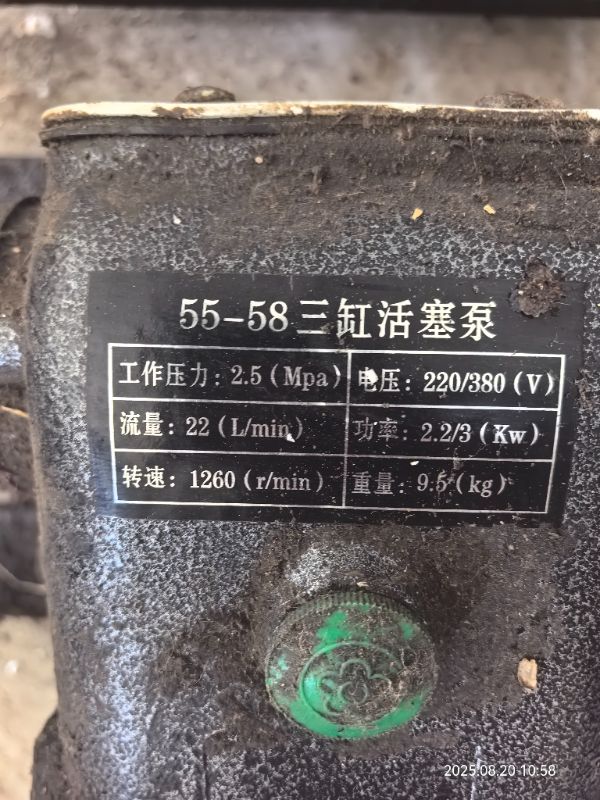 55-58三缸活塞泵
工作压力: 2.5 (Mpa) 电压: 220/380 (V)
流量: 22 (L/min) 功率: 2.2/3 (Kw)
转速: 1260 (r/min) 重量: 9.5 (kg)
2025.08.20 10:58